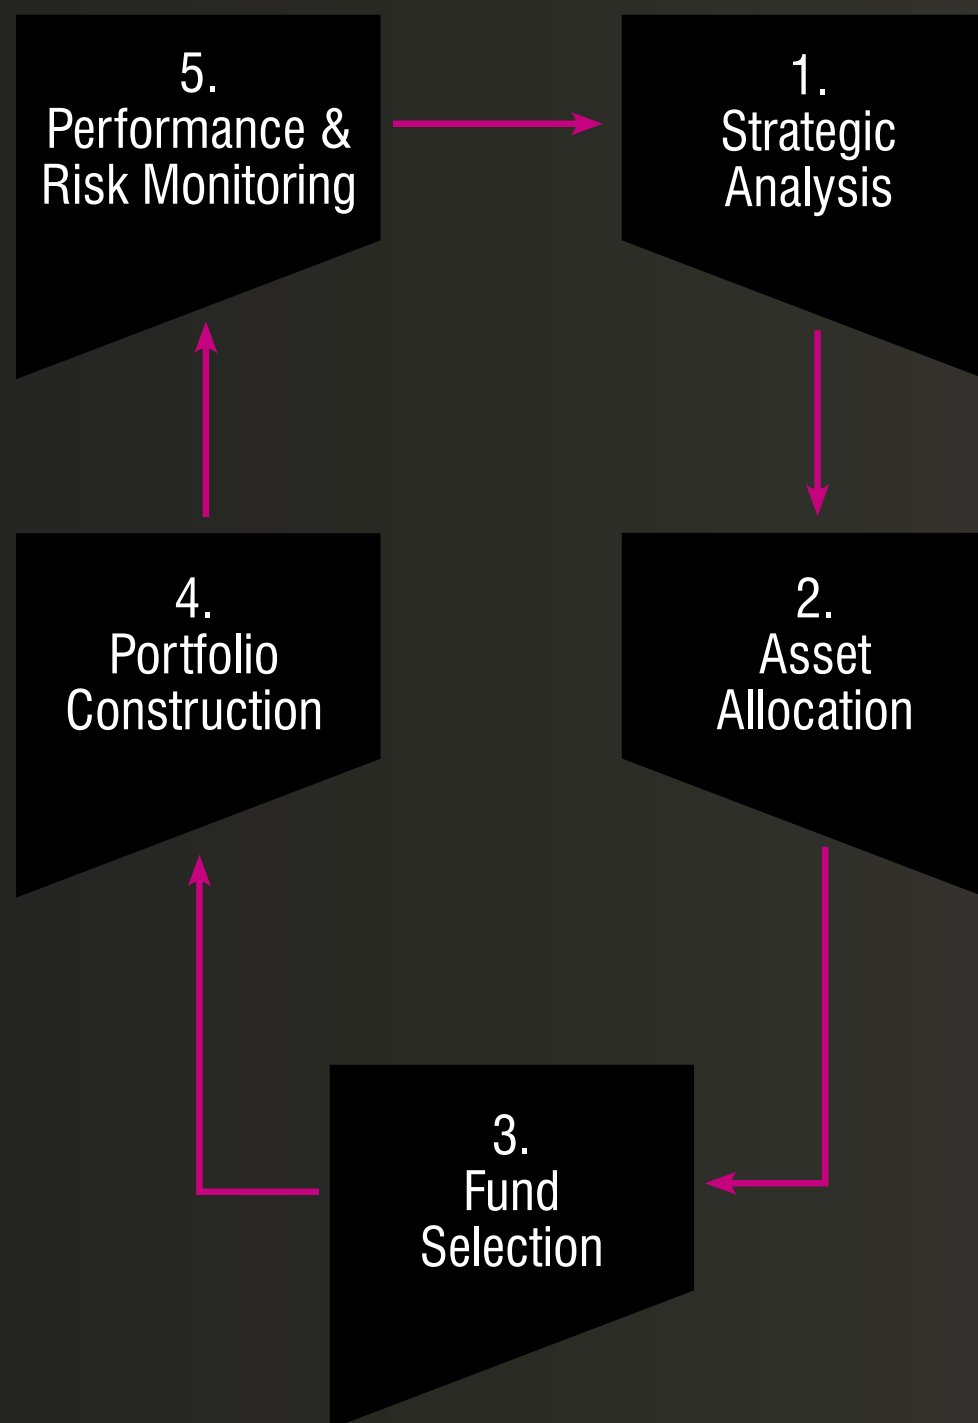 5.
Performance &
Risk Monitoring
1.
Strategic
Analysis
4.
Portfolio
Construction
2.
Asset
Allocation
3.
Fund
Selection